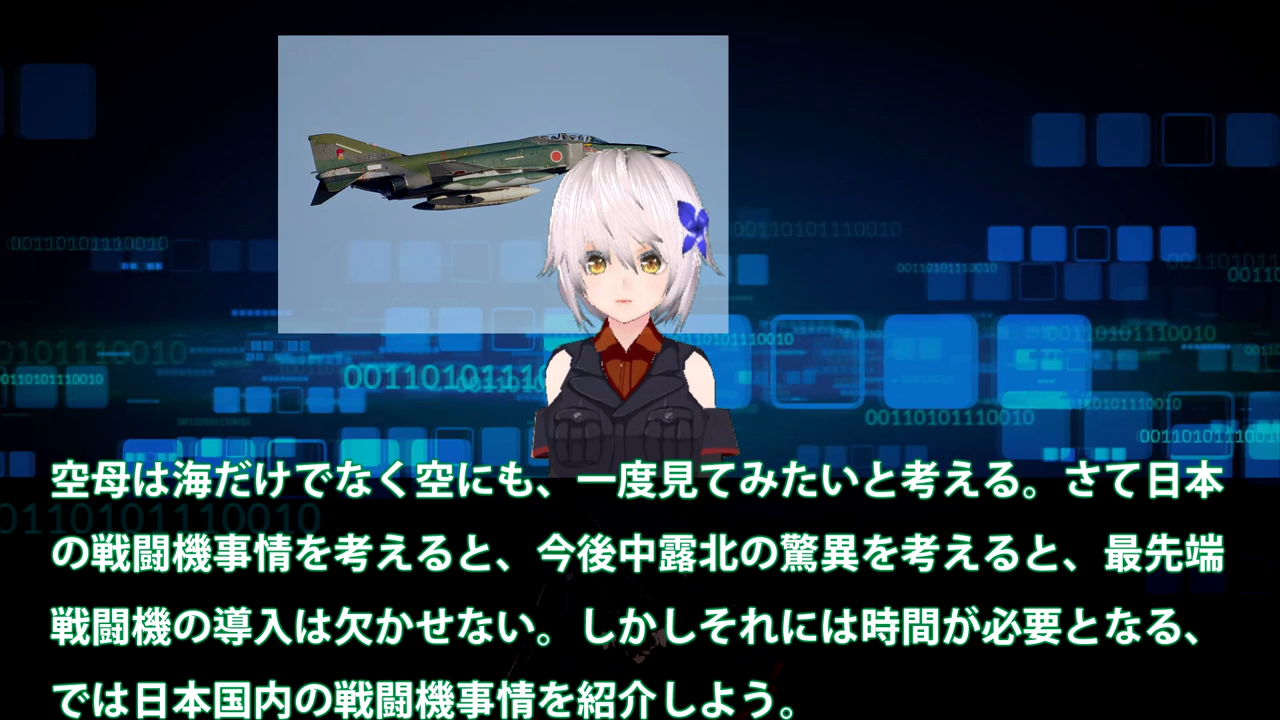 00110101110010
00110101110010
00110101110010
00110101110010
空母は海だけでなく空にも、一度見てみたいと考える。さて日本
の戦闘機事情を考えると、今後中露北の驚異を考えると、最先端
戦闘機の導入は欠かせない。しかしそれには時間が必要となる、
では日本国内の戦闘機事情を紹介しよう。